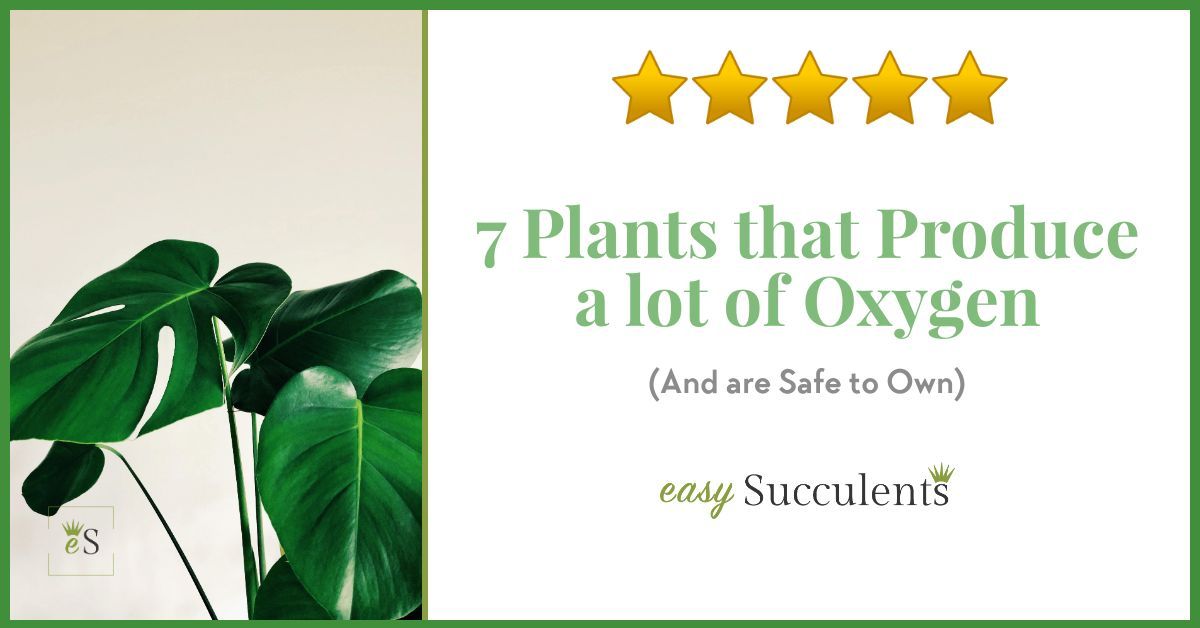 7 Plants that Produce
a lot of Oxygen
(And are Safe to Own)
easy Succulents
eS